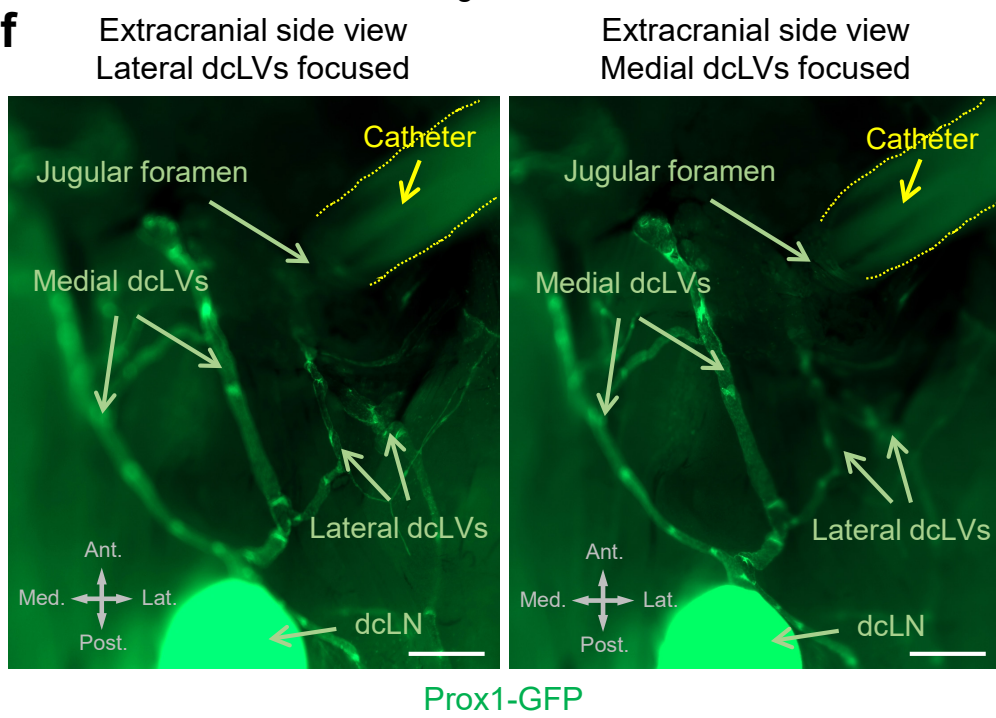 f
Extracranial side view
Lateral dcLVs focused
Catheter
Jugular foramen
Medial dcLVs
Lateral dcLVs
Ant.
Med.
Lat.
Post.
dcLN
Extracranial side view
Medial dcLVs focused
Catheter
Jugular foramen
Medial dcLVs
Lateral dcLVs
Ant.
Med.
Lat.
Post.
dcLN
Prox1-GFP